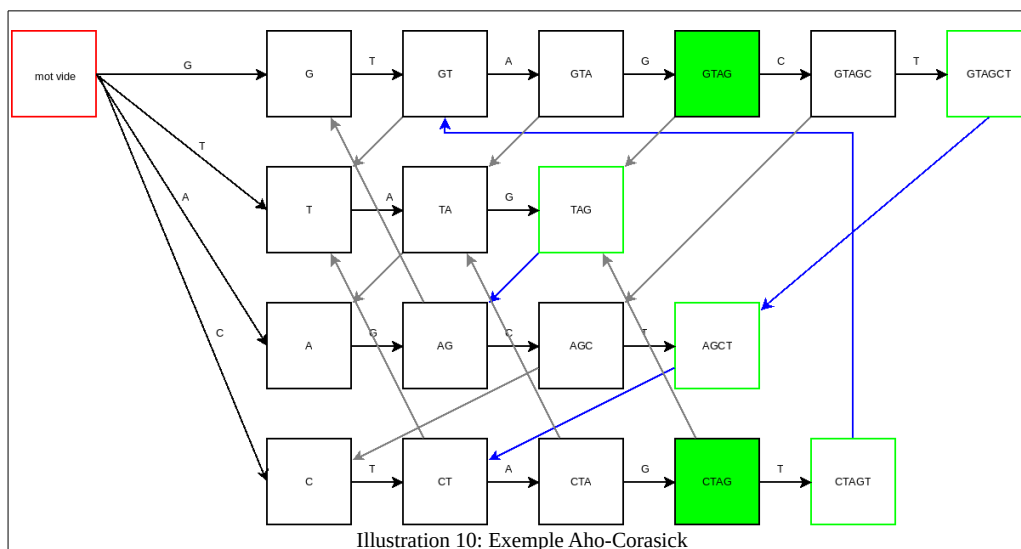 mot vide G G T GT A GTA G GTAG C GTAGC T GTAGCT
T
T A TA G TAG
A
C
A G AG C AGC T AGCT
C T CT A CTA G CTAG T CTAGT
Illustration 10: Exemple Aho-Corasick